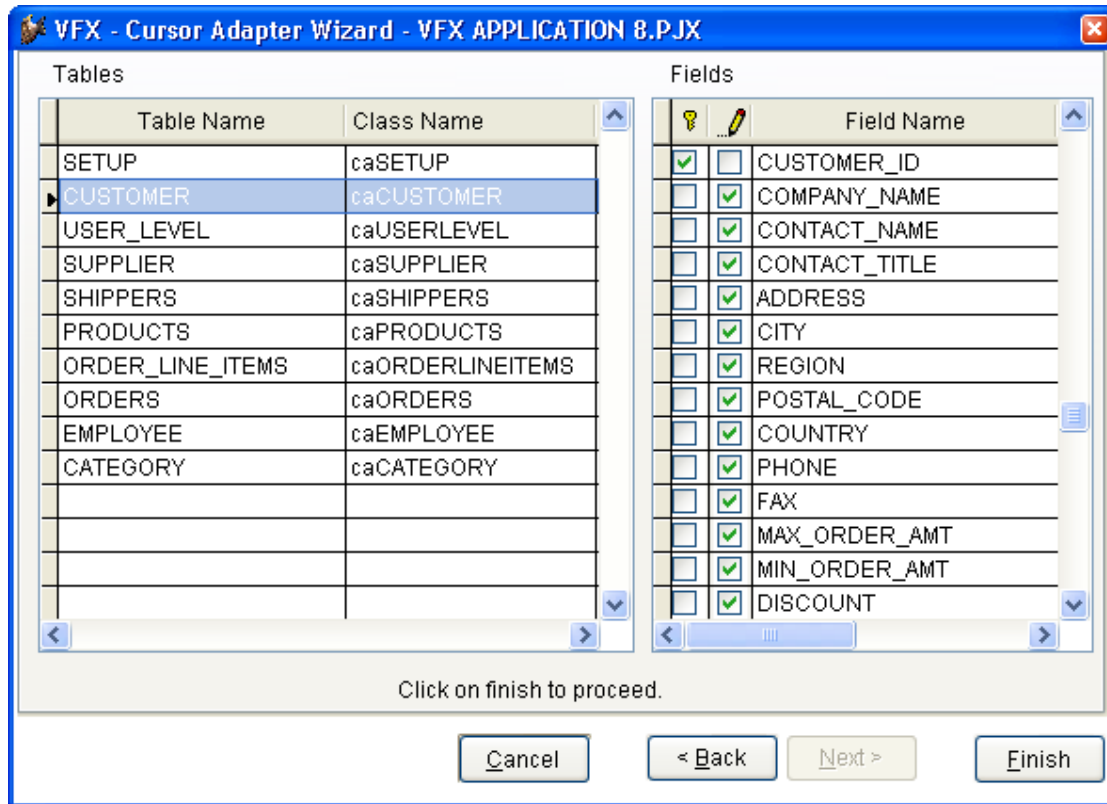 VFX - Cursor Adapter Wizard - VFX APPLICATION 8.PJX
Tables
Table Name Class Name
SETUP caSETUP
CUSTOMER caCUSTOMER
USER_LEVEL caUSERLEVEL
SUPPLIER caSUPPLIER
SHIPPERS caSHIPPERS
PRODUCTS caPRODUCTS
ORDER_LINE_ITEMS caORDERLINEITEMS
ORDERS caORDERS
EMPLOYEE caEMPLOYEE
CATEGORY caCATEGORY
Fields
Field Name
CUSTOMER_ID
COMPANY_NAME
CONTACT_NAME
CONTACT_TITLE
ADDRESS
CITY
REGION
POSTAL_CODE
COUNTRY
PHONE
FAX
MAX_ORDER_AMT
MIN_ORDER_AMT
DISCOUNT
Click on finish to proceed.
Cancel < Back Next > Finish